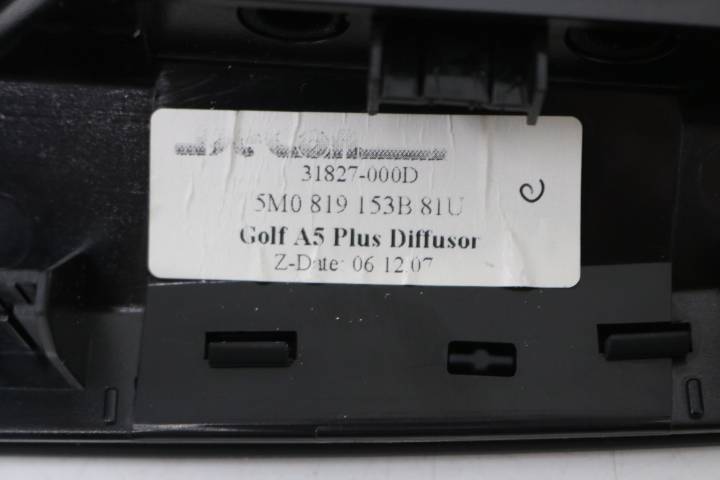 31827-000D
5M0 819 153B 81U
Golf A5 Plus Diffusor
Z-Date: 06 12 07